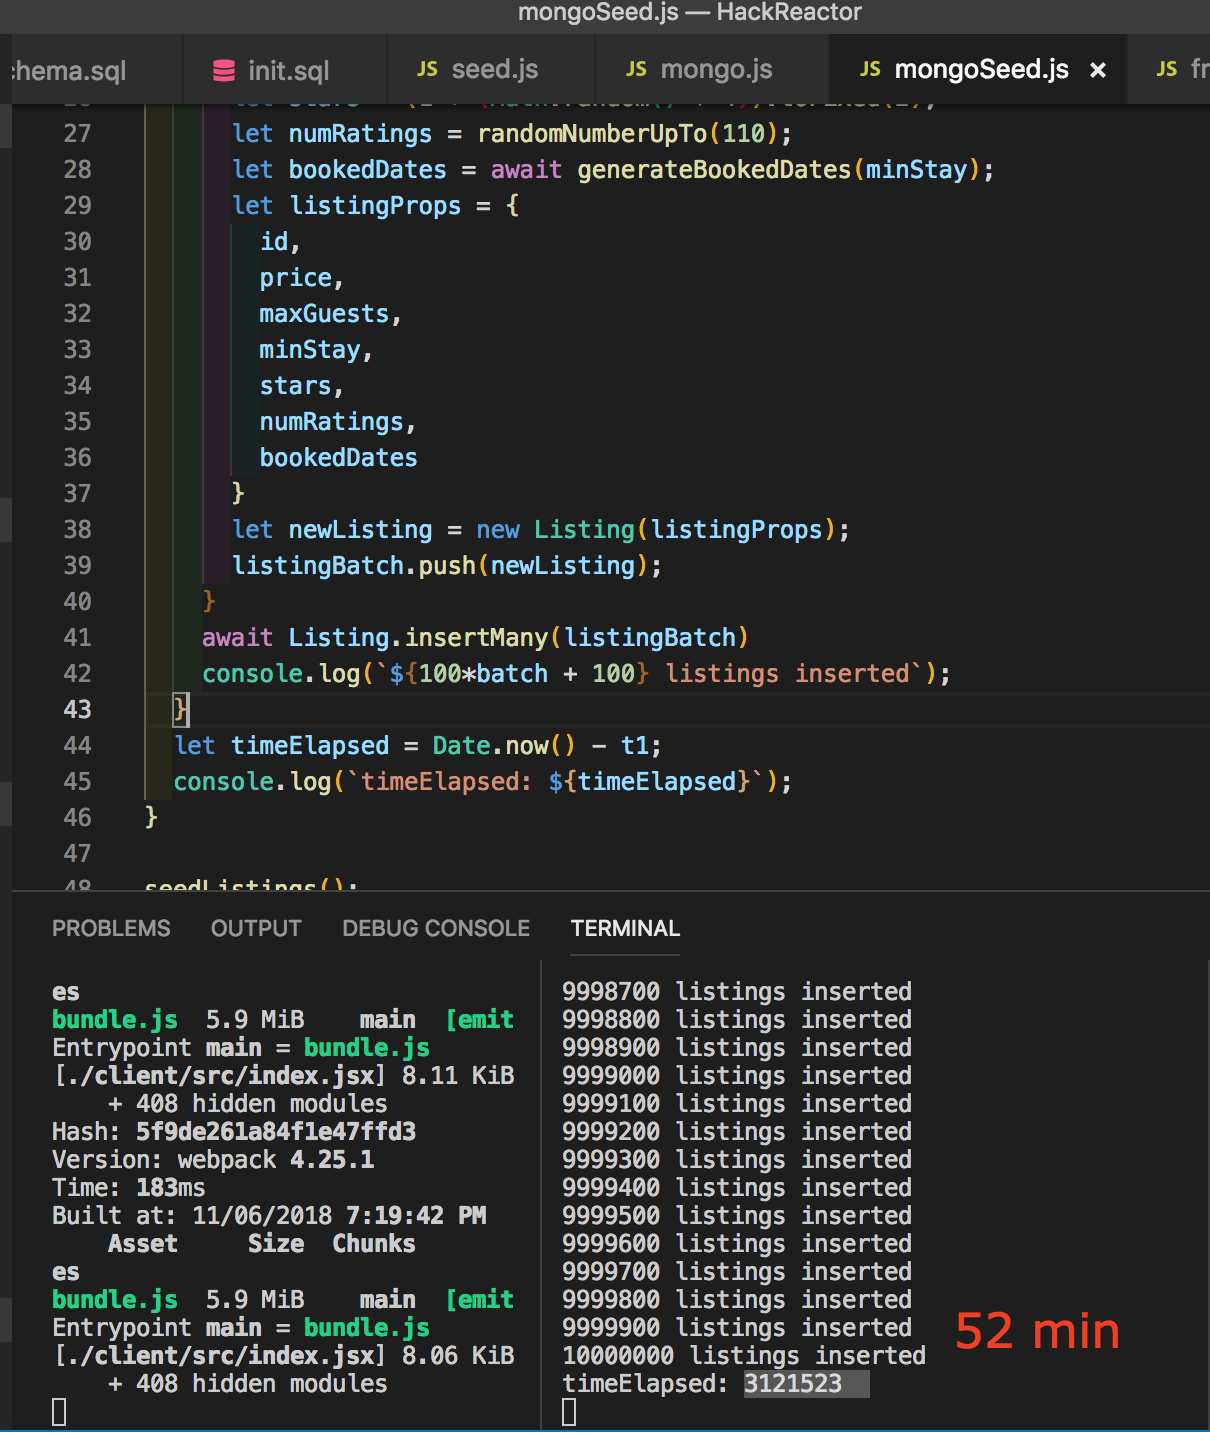 mongoSeed.js — HackReactor
chema.sql
init.sql
JS seed.js
JS mongo.js
JS mongoSeed.js ×
JS fr
27 let numRatings = randomNumberUpTo(110);
28 let bookedDates = await generateBookedDates(minStay);
29 let listingProps = {
30 id,
31 price,
32 maxGuests,
33 minStay,
34 stars,
35 numRatings,
36 bookedDates
37 }
38 let newListing = new Listing(listingProps);
39 listingBatch.push(newListing);
40 }
41 await Listing.insertMany(listingBatch)
42 console.log(`${100*batch + 100} listings inserted`);
43 }
44 let timeElapsed = Date.now() - t1;
45 console.log(`timeElapsed: ${timeElapsed}`);
46 }
47
48 seedListings();
PROBLEMS OUTPUT DEBUG CONSOLE TERMINAL
es
bundle.js 5.9 MiB main [emit
Entrypoint main = bundle.js
[./client/src/index.jsx] 8.11 KiB
+ 408 hidden modules
Hash: 5f9de261a84f1e47ffd3
Version: webpack 4.25.1
Time: 183ms
Built at: 11/06/2018 7:19:42 PM
Asset Size Chunks
es
bundle.js 5.9 MiB main [emit
Entrypoint main = bundle.js
[./client/src/index.jsx] 8.06 KiB
+ 408 hidden modules
9998700 listings inserted
9998800 listings inserted
9998900 listings inserted
9999000 listings inserted
9999100 listings inserted
9999200 listings inserted
9999300 listings inserted
9999400 listings inserted
9999500 listings inserted
9999600 listings inserted
9999700 listings inserted
9999800 listings inserted
9999900 listings inserted
10000000 listings inserted
timeElapsed: 3121523
52 min